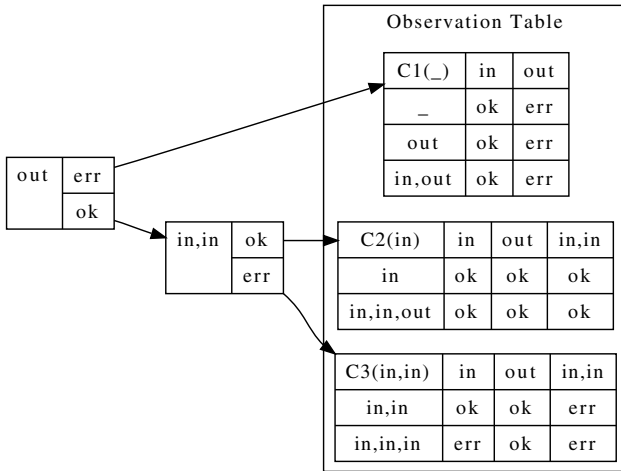 Observation Table
C1(_) in out
_ ok err
out ok err
in,out ok err
out err
ok
in,in ok
err
C2(in) in out in,in
in ok ok ok
in,in,out ok ok ok
C3(in,in) in out in,in
in,in ok ok err
in,in,in err ok err